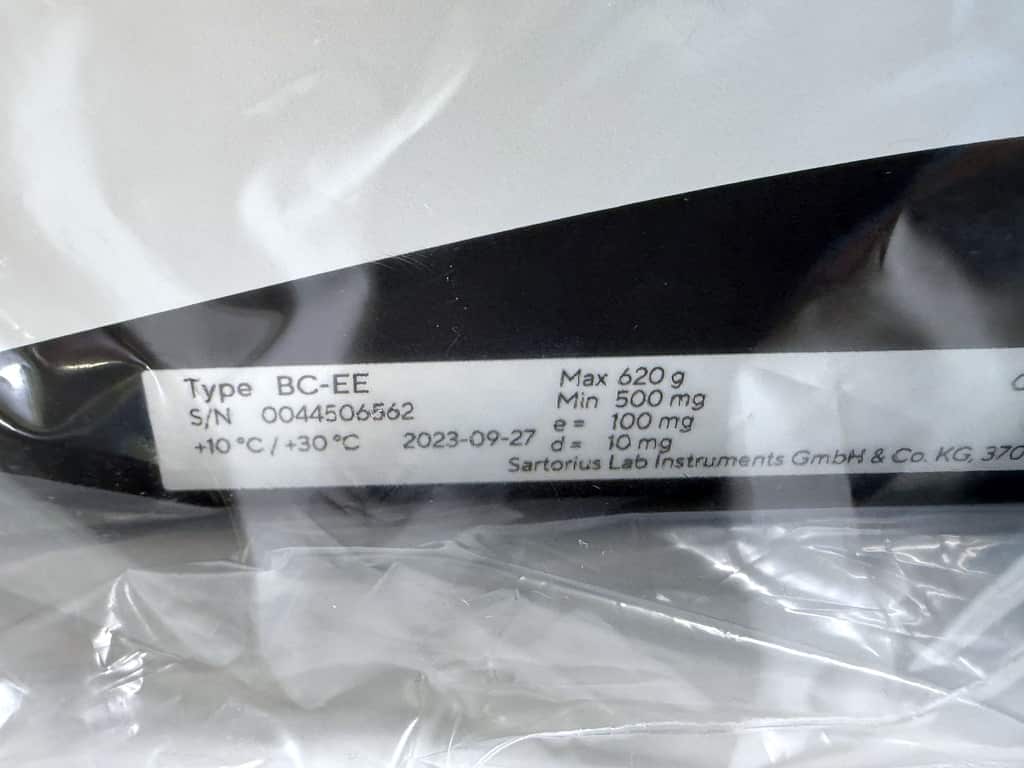 Type BC-EE
S/N 0044506562
+10 °C / +30 °C 2023-09-27
Max 620 g
Min 500 mg
e = 100 mg
d = 10 mg
Sartorius Lab Instruments GmbH & Co. KG, 370